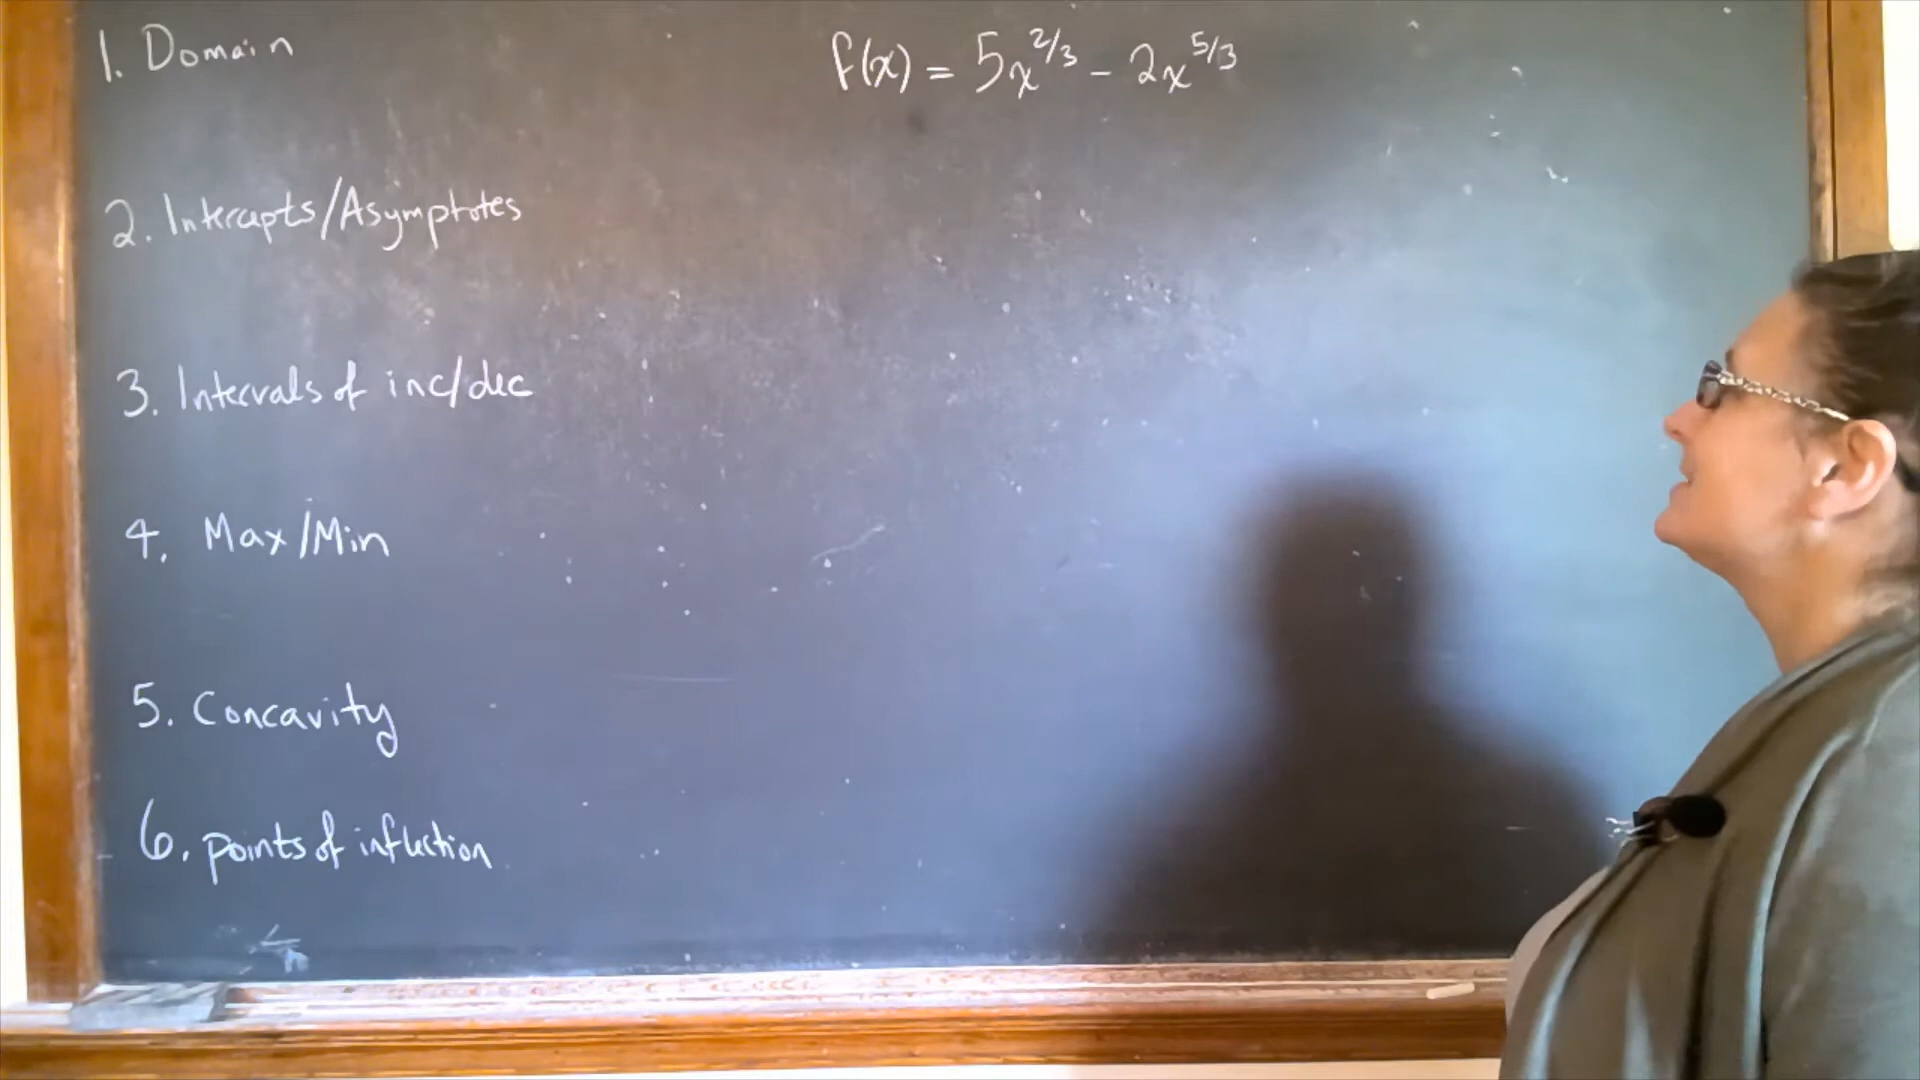 1. Domain
f(x) = 5x^{2/3} - 2x^{5/3}
2. Intercepts/Asymptotes
3. Intervals of inc/dec
4. Max/Min
5. Concavity
6. points of inflection